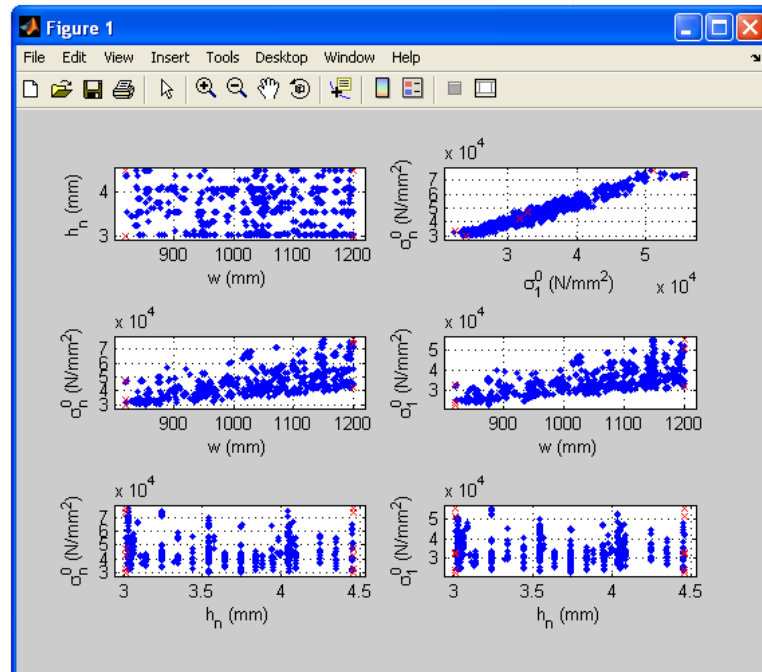 Figure 1
File Edit View Insert Tools Desktop Window Help
h_n (mm)
4
3
900 1000 1100 1200
w (mm)
x 10^4
σ_n^0 (N/mm^2)
7
6
5
4
3
3 4 5
σ_1^0 (N/mm^2) x 10^4
x 10^4
σ_n^0 (N/mm^2)
7
6
5
4
3
900 1000 1100 1200
w (mm)
x 10^4
σ_1^0 (N/mm^2)
5
4
3
900 1000 1100 1200
w (mm)
x 10^4
σ_n^0 (N/mm^2)
7
6
5
4
3
3 3.5 4 4.5
h_n (mm)
x 10^4
σ_1^0 (N/mm^2)
5
4
3
3 3.5 4 4.5
h_n (mm)